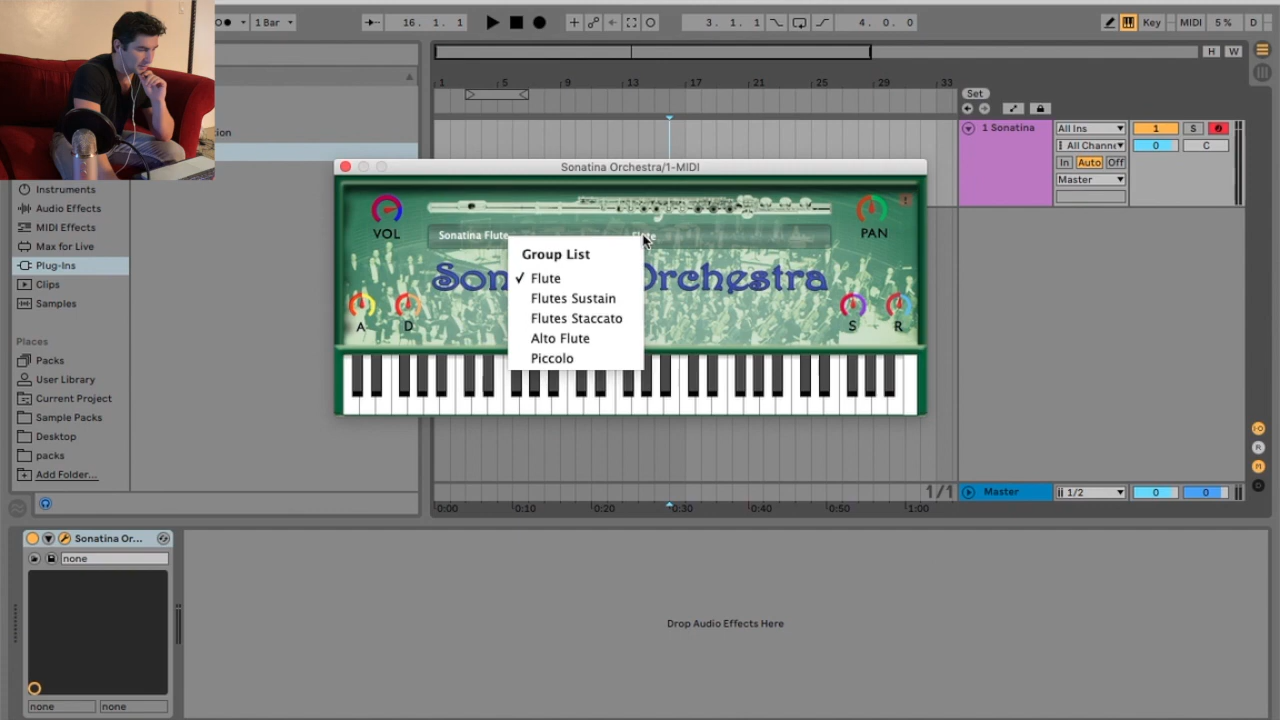 1 Bar
16. 1. 1
3. 1. 1
4. 0. 0
Key
MIDI
5 %
D
H
W
1
5
9
13
17
21
25
29
33
Set
1 Sonatina
All Ins
1
S
All Channe
0
C
In
Auto
Off
Master
Sonatina Orchestra/1-MIDI
VOL
PAN
Sonatina Flute
Group List
✓ Flute
Flutes Sustain
Flutes Staccato
Alto Flute
Piccolo
A
D
S
R
Instruments
Audio Effects
MIDI Effects
Max for Live
Plug-Ins
Clips
Samples
Places
Packs
User Library
Current Project
Sample Packs
Desktop
packs
Add Folder...
1/1
Master
1/2
0
0
0:00
0:10
0:20
0:30
0:40
0:50
1:00
Sonatina Or...
none
none
none
Drop Audio Effects Here